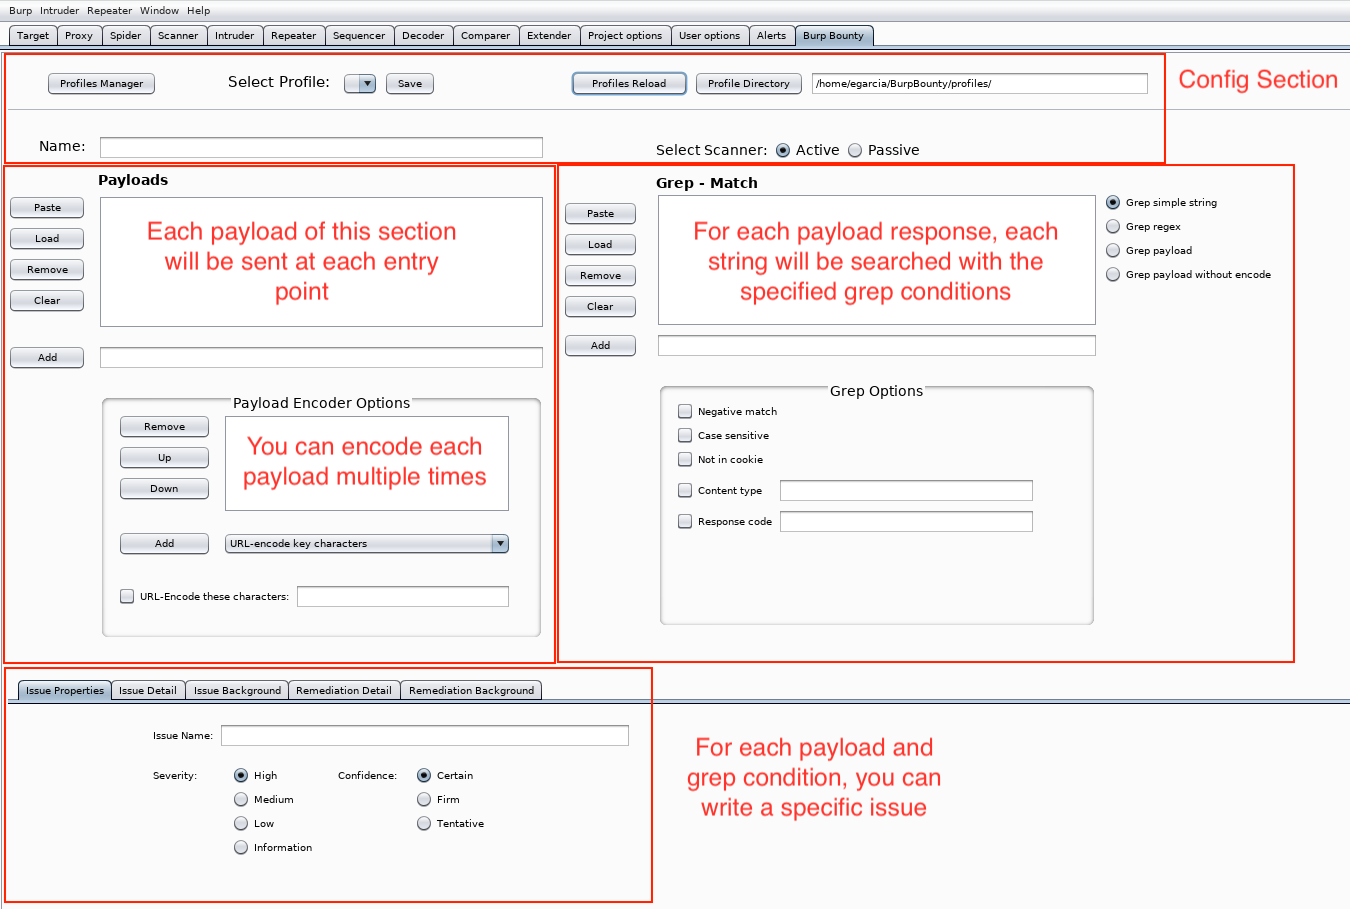 Burp Intruder Repeater Window Help
Target Proxy Spider Scanner Intruder Repeater Sequencer Decoder Comparer Extender Project options User options Alerts Burp Bounty
Profiles Manager Select Profile: Save Profiles Reload Profile Directory /home/egarcia/BurpBounty/profiles/
Config Section
Name:
Select Scanner: Active Passive
Payloads
Paste
Load
Remove
Clear
Add
Each payload of this section
will be sent at each entry
point
Payload Encoder Options
Remove
Up
Down
You can encode each
payload multiple times
Add URL-encode key characters
URL-Encode these characters:
Grep - Match
Paste
Load
Remove
Clear
Add
For each payload response, each
string will be searched with the
specified grep conditions
Grep simple string
Grep regex
Grep payload
Grep payload without encode
Grep Options
Negative match
Case sensitive
Not in cookie
Content type
Response code
Issue Properties Issue Detail Issue Background Remediation Detail Remediation Background
Issue Name:
Severity: High Confidence: Certain
Medium Firm
Low Tentative
Information
For each payload and
grep condition, you can
write a specific issue